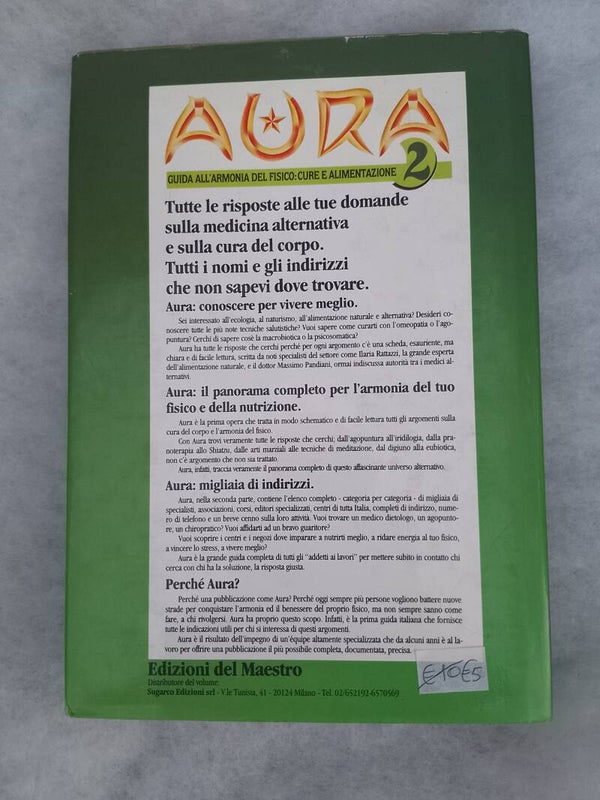 AURA
GUIDA ALL'ARMONIA DEL FISICO: CURE E ALIMENTAZIONE 2
Tutte le risposte alle tue domande
sulla medicina alternativa
e sulla cura del corpo.
Tutti i nomi e gli indirizzi
che non sapevi dove trovare.
Aura: conoscere per vivere meglio.
Sei interessato all'ecologia, al naturismo, all'alimentazione naturale e alternativa? Desideri co-
noscere tutte le più note tecniche salutistiche? Vuoi sapere come curarti con l'omeopatia o l'ago-
puntura? Cerchi di sapere cos'è la macrobiotica o la psicosomatica?
Aura ha tutte le risposte che cerchi perché per ogni argomento c'è una scheda, esauriente, ma
chiara e di facile lettura, scritta da noti specialisti del settore come Ilaria Rattazzi, la grande esperta
dell'alimentazione naturale, e il dottor Massimo Pandiani, ormai indiscussa autorità tra i medici al-
ternativi.
Aura: il panorama completo per l'armonia del tuo
fisico e della nutrizione.
Aura è la prima opera che tratta in modo schematico e di facile lettura tutti gli argomenti sulla
cura del corpo e l'armonia del fisico.
Con Aura trovi veramente tutte le risposte che cerchi, dall'agopuntura all'iridilogia, dalla pra-
noterapia allo Shiatzu, dalle arti marziali alle tecniche di meditazione, dal digiuno alla eubiotica,
non c'è argomento che non sia trattato.
Aura, infatti, traccia veramente il panorama completo di questo affascinante universo alternativo.
Aura: migliaia di indirizzi.
Aura, nella seconda parte, contiene l'elenco completo - categoria per categoria - di migliaia di
specialisti, associazioni, corsi, editori specializzati, centri di tutta Italia, completi di indirizzo, nume-
ro di telefono e un breve cenno sulla loro attività. Vuoi trovare un medico dietologo, un agopunto-
re, un chiropratico? Vuoi affidarti ad un bravo guaritore?
Vuoi scoprire i centri e i negozi dove imparare a nutrirti meglio, a ridare energia al tuo fisico,
a vincere lo stress, a vivere meglio?
Aura è la grande guida completa di tutti gli "addetti ai lavori" per mettere subito in contatto chi
cerca con chi ha la soluzione, la risposta giusta.
Perché Aura?
Perché una pubblicazione come Aura? Perché oggi sempre più persone vogliono battere nuove
strade per conquistare l'armonia ed il benessere del proprio fisico, ma non sempre sanno come
fare, a chi rivolgersi. Aura ha proprio questo scopo. Infatti, è la prima guida italiana che fornisce
tutte le indicazioni utili per chi si interessa di questi argomenti.
Aura è il risultato dell'impegno di un'équipe altamente specializzata che da alcuni anni è al la-
voro per offrire una pubblicazione il più possibile completa, documentata, precisa.
Edizioni del Maestro
Distributore del volume:
Sugarco Edizioni srl - V.le Tunisia, 41 - 20124 Milano - Tel. 02/652192-6570569
€10 €5